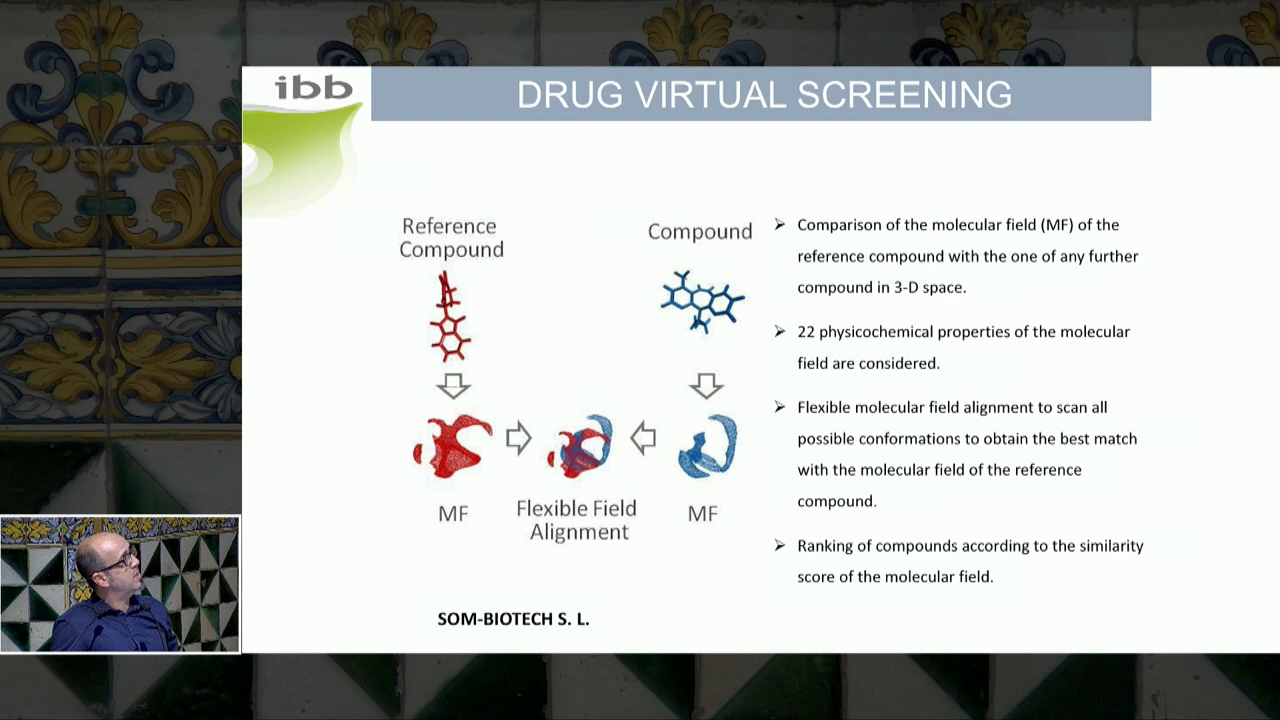 ibb
DRUG VIRTUAL SCREENING
Reference
Compound
Compound
MF
Flexible Field
Alignment
MF
➢ Comparison of the molecular field (MF) of the
reference compound with the one of any further
compound in 3-D space.
➢ 22 physicochemical properties of the molecular
field are considered.
➢ Flexible molecular field alignment to scan all
possible conformations to obtain the best match
with the molecular field of the reference
compound.
➢ Ranking of compounds according to the similarity
score of the molecular field.
SOM-BIOTECH S. L.